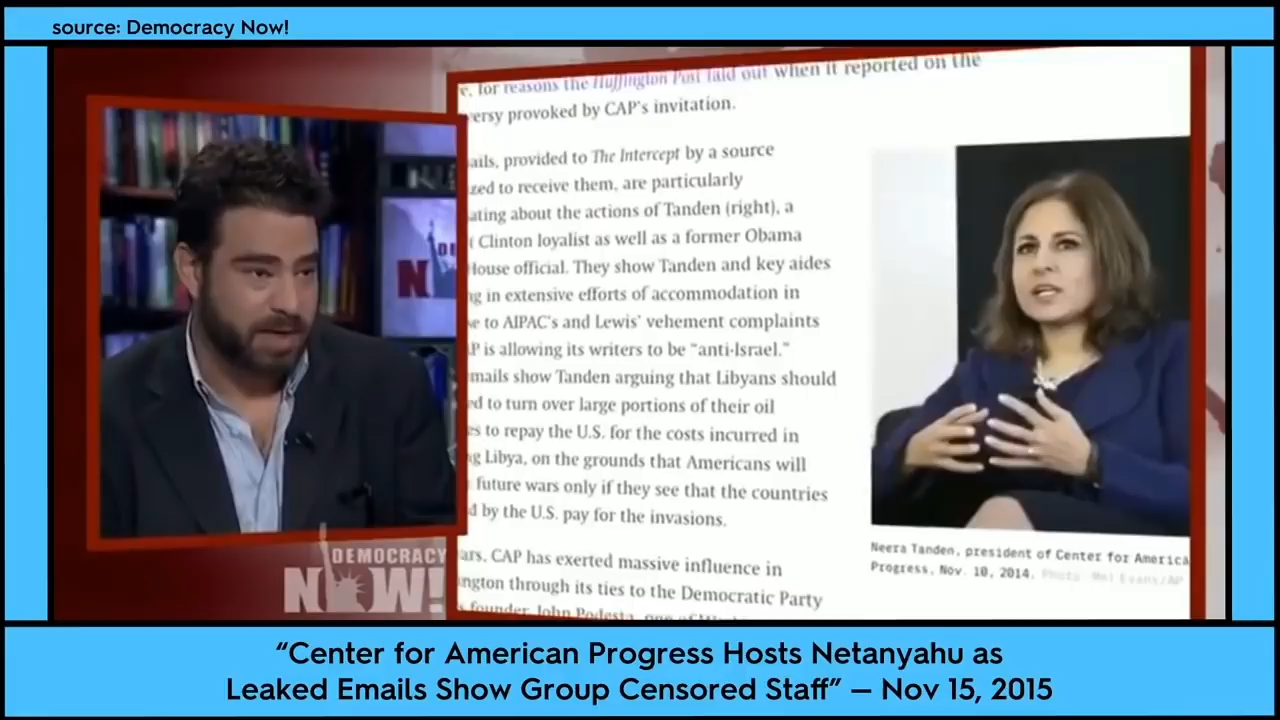 source: Democracy Now!
e, for reasons the Huffington Post laid out when it reported on the
versy provoked by CAP's invitation.
ails, provided to The Intercept by a source
zed to receive them, are particularly
ating about the actions of Tanden (right), a
Clinton loyalist as well as a former Obama
House official. They show Tanden and key aides
ng in extensive efforts of accommodation in
e to AIPAC's and Lewis' vehement complaints
P is allowing its writers to be "anti-Israel."
mails show Tanden arguing that Libyans should
ed to turn over large portions of their oil
es to repay the U.S. for the costs incurred in
ng Libya, on the grounds that Americans will
future wars only if they see that the countries
d by the U.S. pay for the invasions.
ars, CAP has exerted massive influence in
ington through its ties to the Democratic Party
founder, John Podesta, one of
Neera Tanden, president of Center for America
Progress, Nov. 10, 2014. Photo: Mel Evans/AP
DEMOCRACY
NOW!
“Center for American Progress Hosts Netanyahu as
Leaked Emails Show Group Censored Staff” – Nov 15, 2015